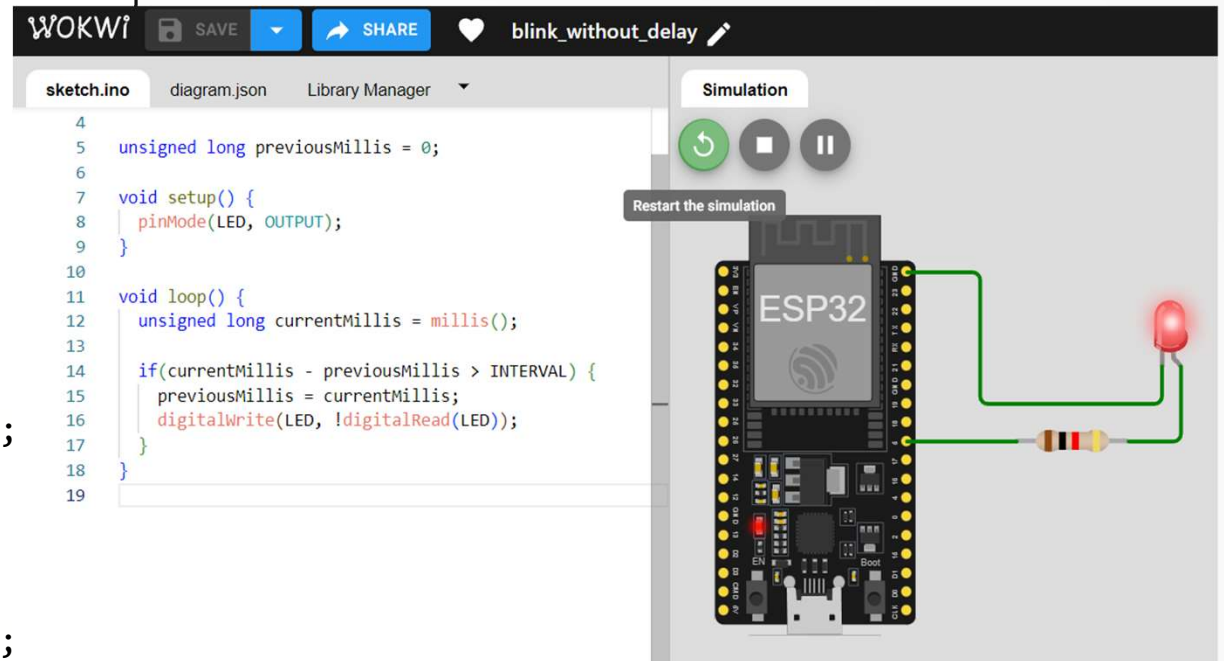 WOKWi SAVE SHARE blink_without_delay
sketch.ino diagram.json Library Manager
Simulation
4
5 unsigned long previousMillis = 0;
6
7 void setup() {
8 pinMode(LED, OUTPUT);
9 }
10
11 void loop() {
12 unsigned long currentMillis = millis();
13
14 if(currentMillis - previousMillis > INTERVAL) {
15 previousMillis = currentMillis;
16 digitalWrite(LED, !digitalRead(LED));
17 }
18 }
19
;
;
Restart the simulation
ESP32
EN
Boot